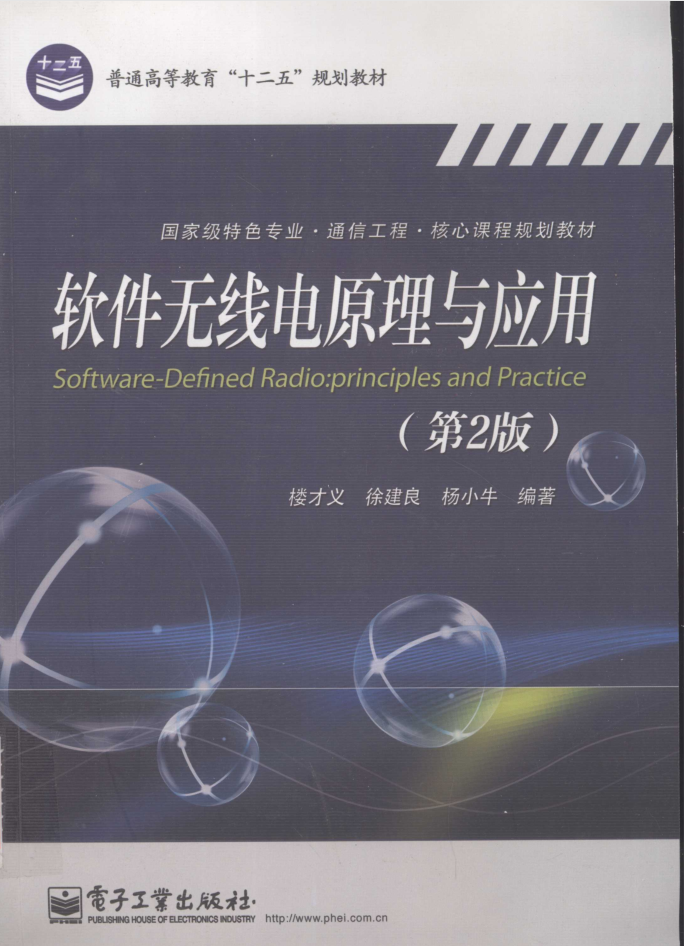 十二五
普通高等教育“十二五”规划教材
国家级特色专业·通信工程·核心课程规划教材
软件无线电原理与应用
Software-Defined Radio:principles and Practice
（第2版）
楼才义 徐建良 杨小牛 编著
PHEI
電子工業出版社·
PUBLISHING HOUSE OF ELECTRONICS INDUSTRY http://www.phei.com.cn